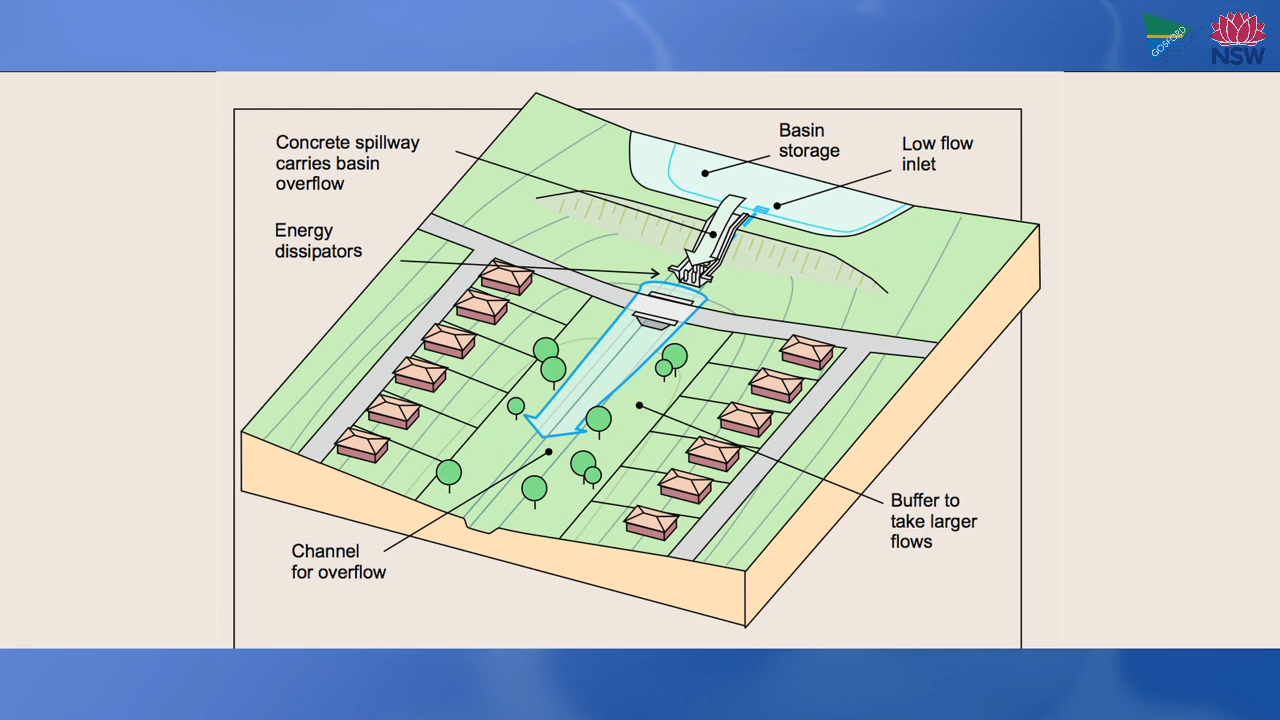 GOSFORD
NSW
Concrete spillway
carries basin
overflow
Basin
storage
Low flow
inlet
Energy
dissipators
Buffer to
take larger
flows
Channel
for overflow